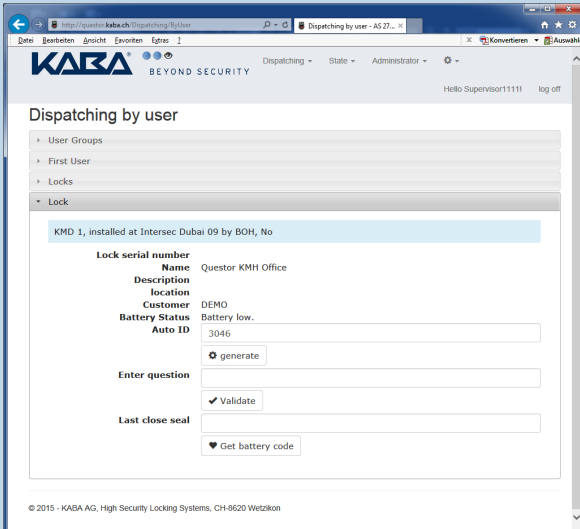 http://questor.kaba.ch/Dispatching/ByUser
Dispatching by user - AS 27... ×
Datei Bearbeiten Ansicht Favoriten Extras ?
x Konvertieren Auswähl
KABA®
BEYOND SECURITY
Dispatching State Administrator
Hello Supervisor1111! log off
Dispatching by user
User Groups
First User
Locks
Lock
KMD 1, installed at Intersec Dubai 09 by BOH, No
Lock serial number
Name Questor KMH Office
Description
location
Customer DEMO
Battery Status Battery low.
Auto ID 3046
generate
Enter question
Validate
Last close seal
Get battery code
© 2015 - KABA AG, High Security Locking Systems, CH-8620 Wetzikon